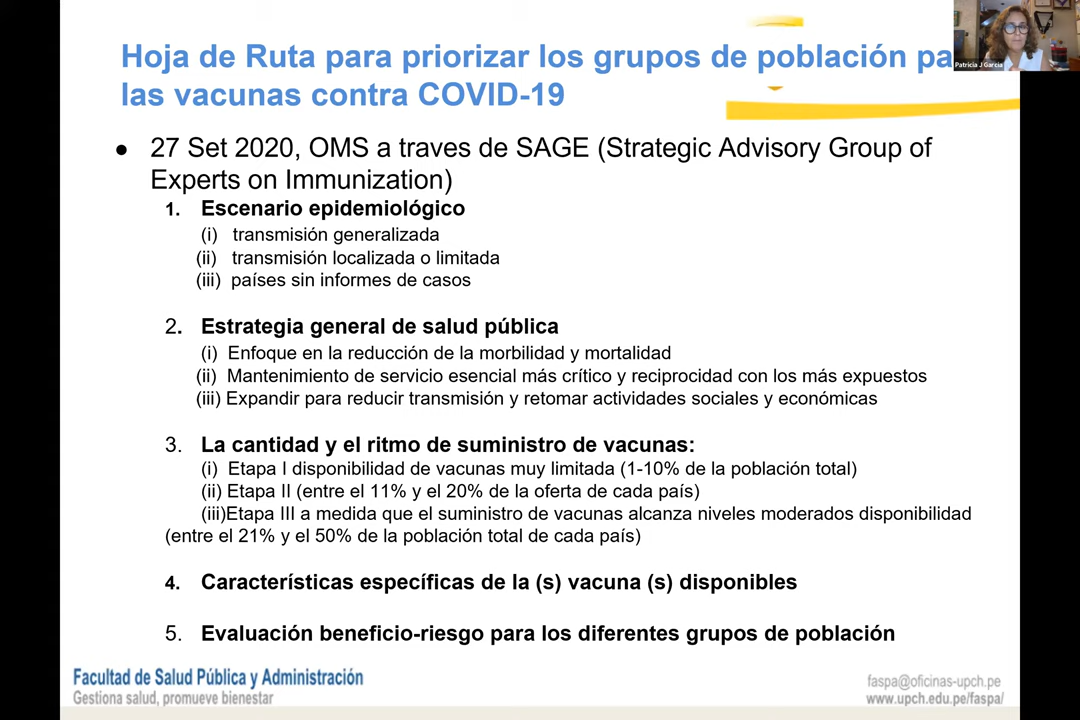 Hoja de Ruta para priorizar los grupos de población pa
las vacunas contra COVID-19
Patricia J Garcia
● 27 Set 2020, OMS a traves de SAGE (Strategic Advisory Group of
Experts on Immunization)
1. Escenario epidemiológico
(i) transmisión generalizada
(ii) transmisión localizada o limitada
(iii) países sin informes de casos
2. Estrategia general de salud pública
(i) Enfoque en la reducción de la morbilidad y mortalidad
(ii) Mantenimiento de servicio esencial más crítico y reciprocidad con los más expuestos
(iii) Expandir para reducir transmisión y retomar actividades sociales y económicas
3. La cantidad y el ritmo de suministro de vacunas:
(i) Etapa I disponibilidad de vacunas muy limitada (1-10% de la población total)
(ii) Etapa II (entre el 11% y el 20% de la oferta de cada país)
(iii)Etapa III a medida que el suministro de vacunas alcanza niveles moderados disponibilidad
(entre el 21% y el 50% de la población total de cada país)
4. Características específicas de la (s) vacuna (s) disponibles
5. Evaluación beneficio-riesgo para los diferentes grupos de población
Facultad de Salud Pública y Administración
Gestiona salud, promueve bienestar
faspa@oficinas-upch.pe
www.upch.edu.pe/faspa/